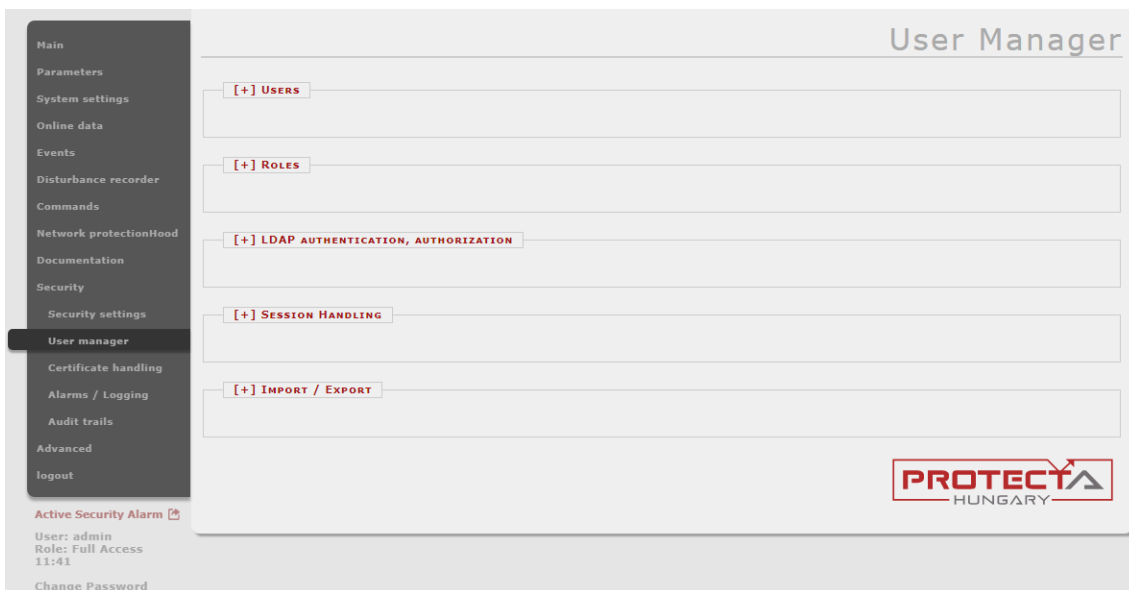 Main
Parameters
System settings
Online data
Events
Disturbance recorder
Commands
Network protectionHood
Documentation
Security
Security settings
User manager
Certificate handling
Alarms / Logging
Audit trails
Advanced
logout
Active Security Alarm
User: admin
Role: Full Access
11:41
Change Password
User Manager
[+] Users
[+] Roles
[+] LDAP authentication, authorization
[+] Session Handling
[+] Import / Export
PROTECTA
HUNGARY